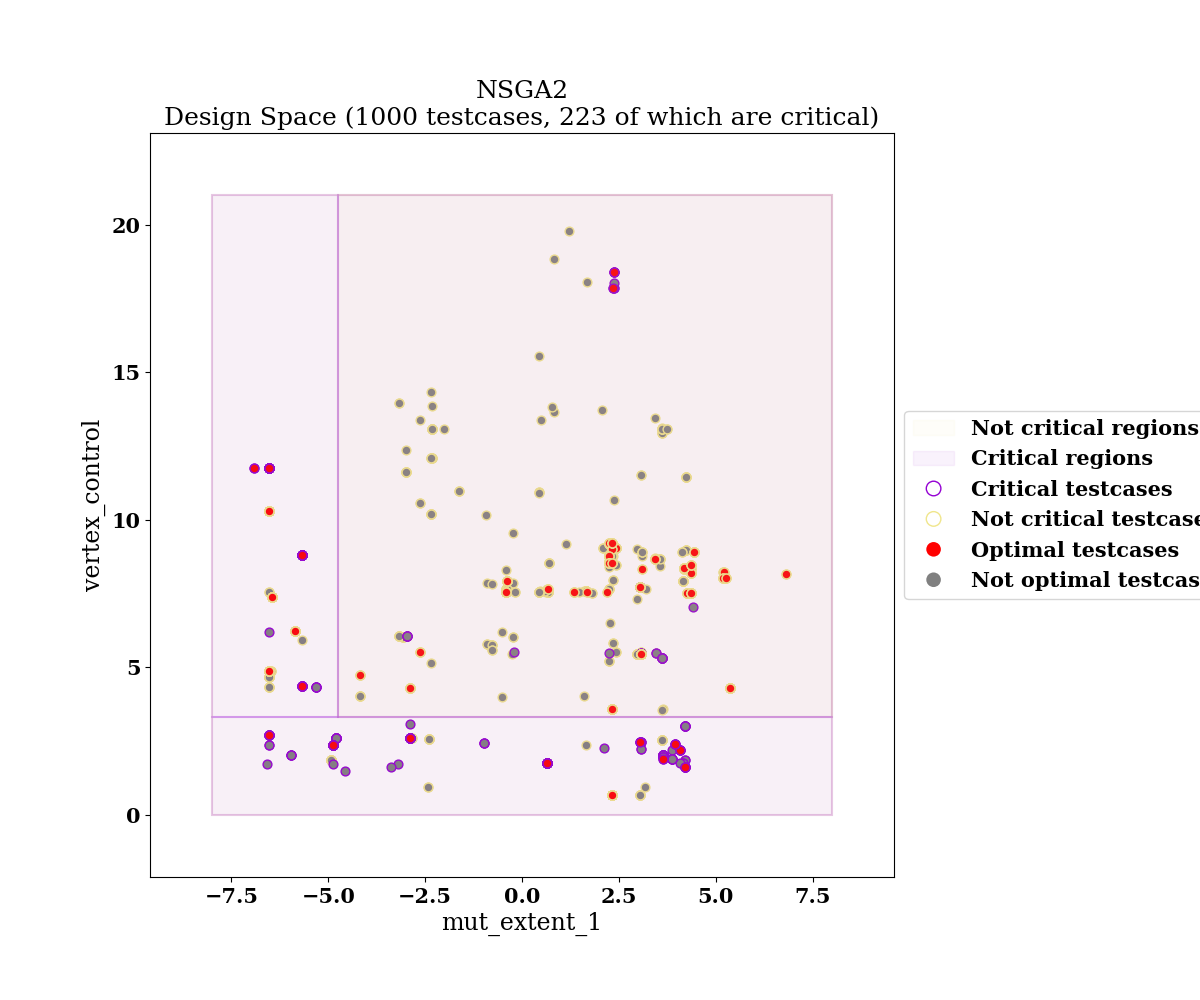 NSGA2
Design Space (1000 testcases, 223 of which are critical)
20
15
10
5
0
vertex_control
−7.5 −5.0 −2.5 0.0 2.5 5.0 7.5
mut_extent_1
Not critical regions
Critical regions
Critical testcases
Not critical testcase
Optimal testcases
Not optimal testcas